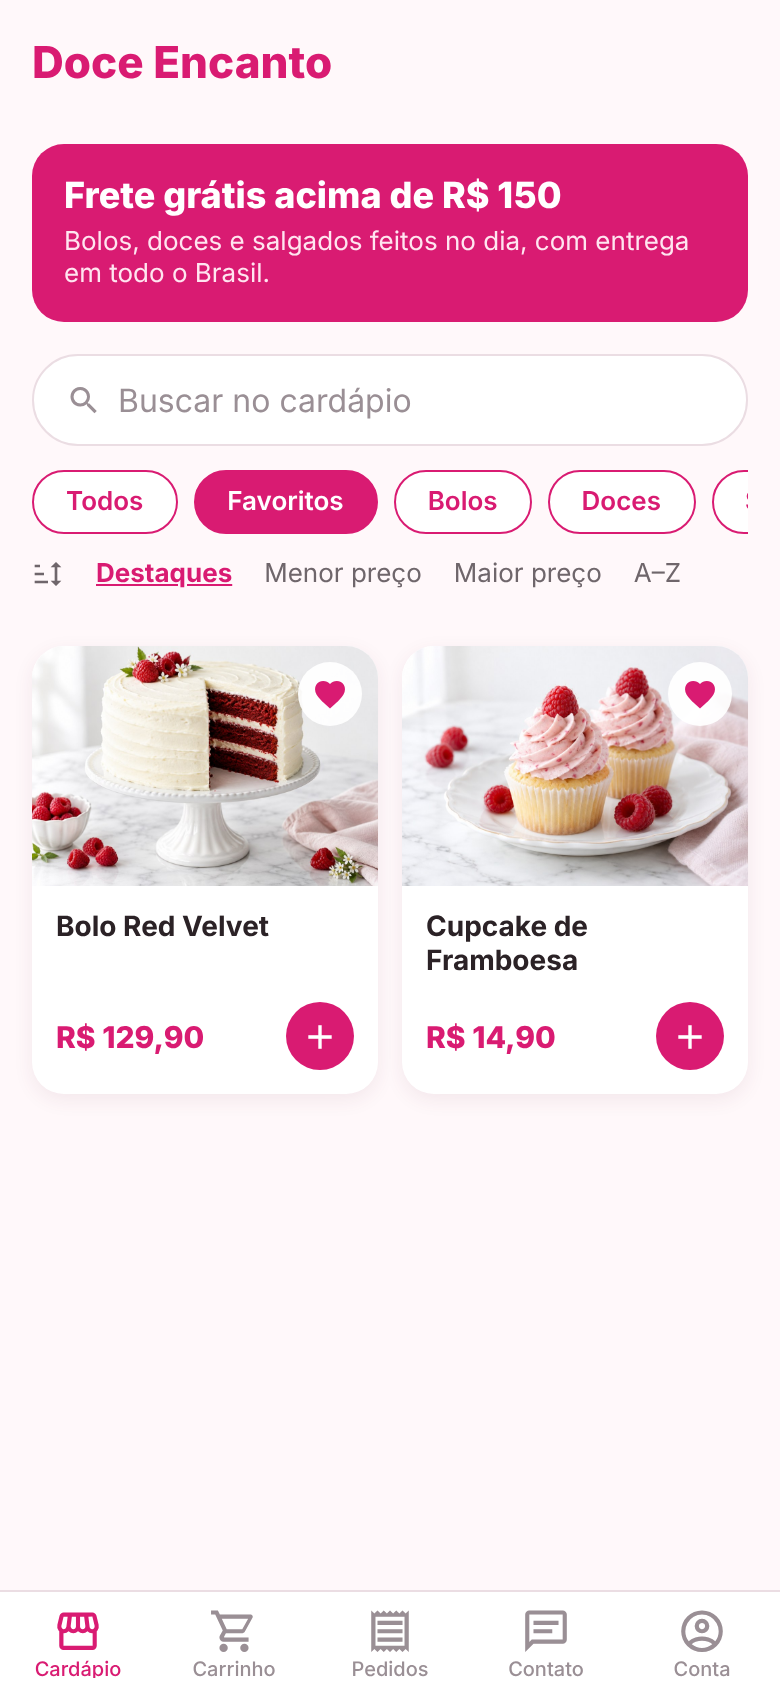 Doce Encanto
Frete grátis acima de R$ 150
Bolos, doces e salgados feitos no dia, com entrega
em todo o Brasil.
Buscar no cardápio
Todos
Favoritos
Bolos
Doces
Destaques
Menor preço
Maior preço
A–Z
Bolo Red Velvet
Cupcake de
Framboesa
R$ 129,90
R$ 14,90
Cardápio
Carrinho
Pedidos
Contato
Conta